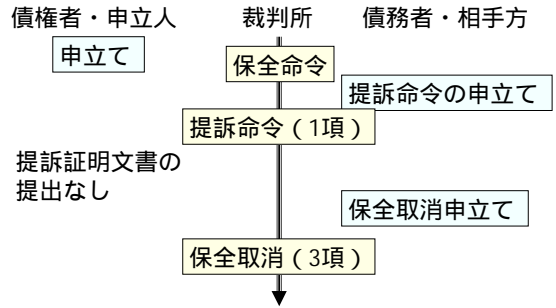 債権者・申立人 裁判所 債務者・相手方
申立て
保全命令
提訴命令の申立て
提訴命令（1項）
提訴証明文書の
提出なし
保全取消申立て
保全取消（3項）